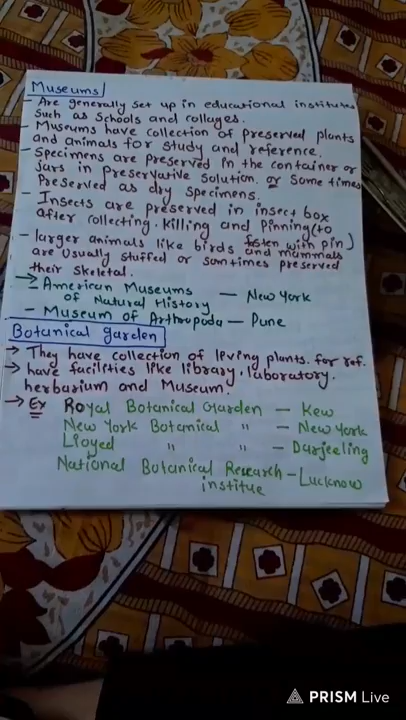 Museums
- Are generally set up in educational institutes
such as schools and collages.
- Museums have collection of preserved plants
and animals for study and reference.
- Specimens are preserved in the container or
jars in preservative solution. or some times
preserved as dry specimens.
- Insects are preserved in insect box
after collecting. Killing and pinning (to
fasten with pin)
- larger animals like birds and mammals
are usually stuffed or somtimes preserved
their skeletal.
→ American Museums
of Natural History - New York
- Museum of Arthopoda - Pune
Botanical garden
→ They have collection of leving plants. for ref.
→ have facilities like library, laboratory.
herbarium and Museum.
→ Ex Royal Botanical Garden - Kew
New York Botanical " - New York
Lloyed " " - Darjeeling
National Botanical Research - Lucknow
institue
PRISM Live